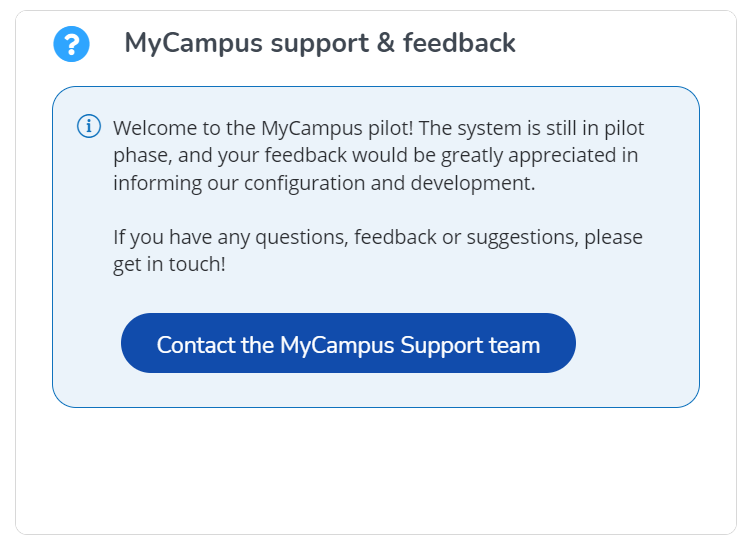 MyCampus support & feedback
Welcome to the MyCampus pilot! The system is still in pilot
phase, and your feedback would be greatly appreciated in
informing our configuration and development.
If you have any questions, feedback or suggestions, please
get in touch!
Contact the MyCampus Support team